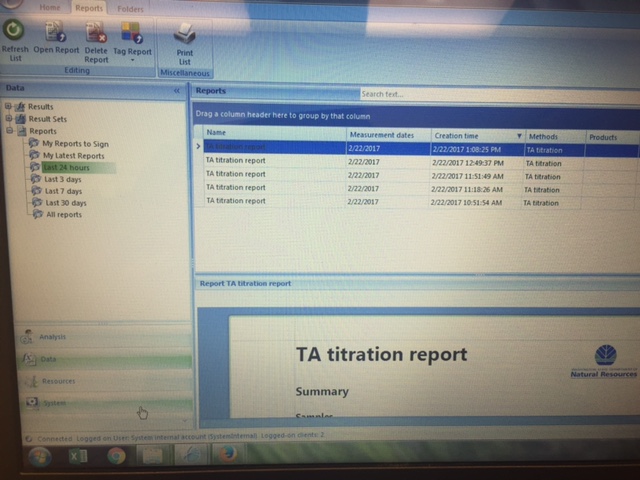 Home Reports Folders
Refresh List Open Report Delete Report Tag Report Print List
Editing Miscellaneous
Data « Reports Search text...
Drag a column header here to group by that column
Name Measurement dates Creation time Methods Products
TA titration report 2/22/2017 2/22/2017 1:08:25 PM TA titration
TA titration report 2/22/2017 2/22/2017 12:49:37 PM TA titration
TA titration report 2/22/2017 2/22/2017 11:51:49 AM TA titration
TA titration report 2/22/2017 2/22/2017 11:18:26 AM TA titration
TA titration report 2/22/2017 2/22/2017 10:51:54 AM TA titration
Results
Result Sets
Reports
My Reports to Sign
My Latest Reports
Last 24 hours
Last 3 days
Last 7 days
Last 30 days
All reports
Report TA titration report
TA titration report
Natural Resources
Summary
Samples
Analysis
Data
Resources
System
Connected Logged on User: System internal account (SystemInternal) Logged-on clients: 2